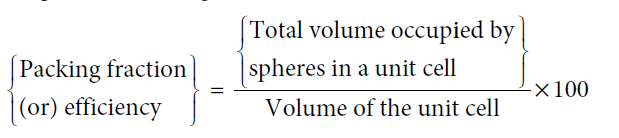 Total volume occupied by
spheres in a unit cell
Packing fraction
(or) efficiency
=
×100
Volume of the unit cell